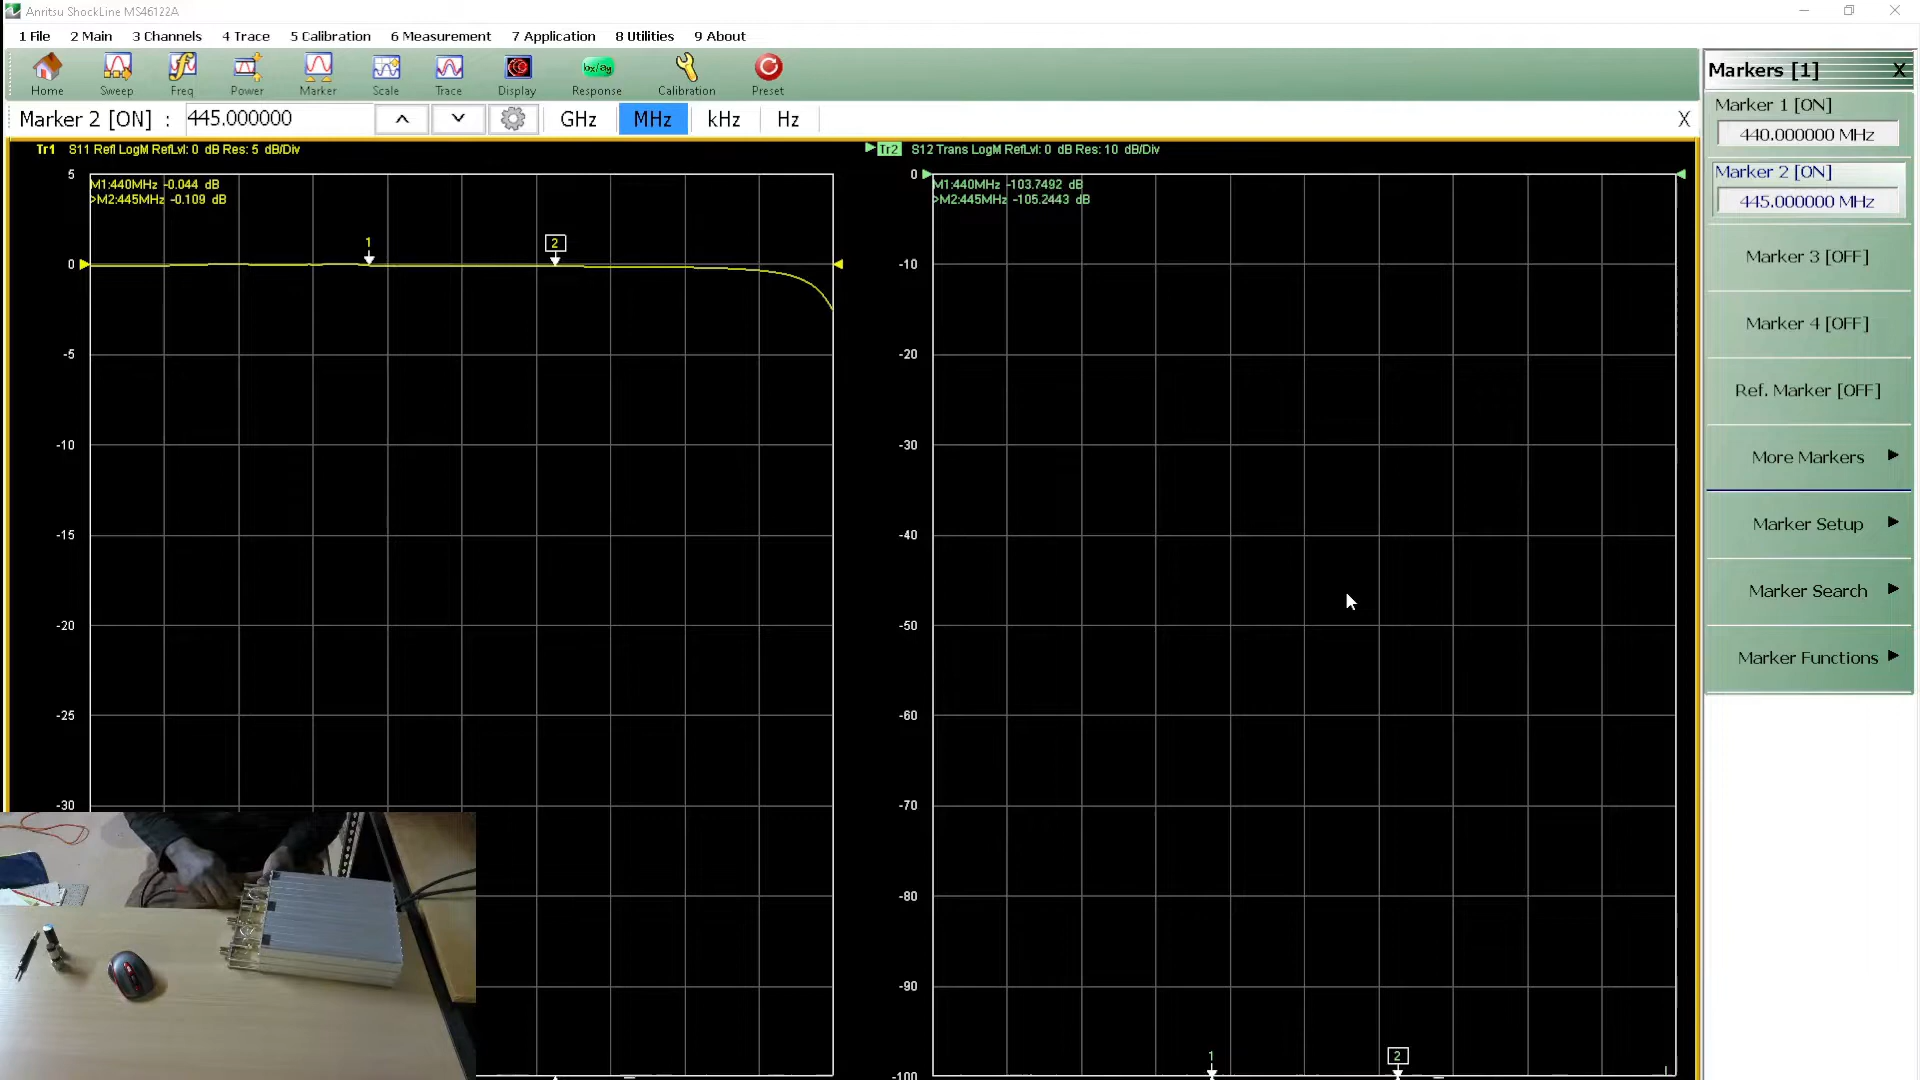 Anritsu ShockLine MS46122A
1 File 2 Main 3 Channels 4 Trace 5 Calibration 6 Measurement 7 Application 8 Utilities 9 About
Home Sweep Freq Power Marker Scale Trace Display Response Calibration Preset
Marker 2 [ON] : 445.000000 GHz MHz kHz Hz X
Tr1 S11 Refl LogM RefLvl: 0 dB Res: 5 dB/Div
M1:440MHz -0.044 dB
>M2:445MHz -0.109 dB
1
2
5
0
-5
-10
-15
-20
-25
-30
Tr2 S12 Trans LogM RefLvl: 0 dB Res: 10 dB/Div
M1:440MHz -103.7492 dB
>M2:445MHz -105.2443 dB
0
-10
-20
-30
-40
-50
-60
-70
-80
-90
-100
1
2
Markers [1] X
Marker 1 [ON]
440.000000 MHz
Marker 2 [ON]
445.000000 MHz
Marker 3 [OFF]
Marker 4 [OFF]
Ref. Marker [OFF]
More Markers
Marker Setup
Marker Search
Marker Functions